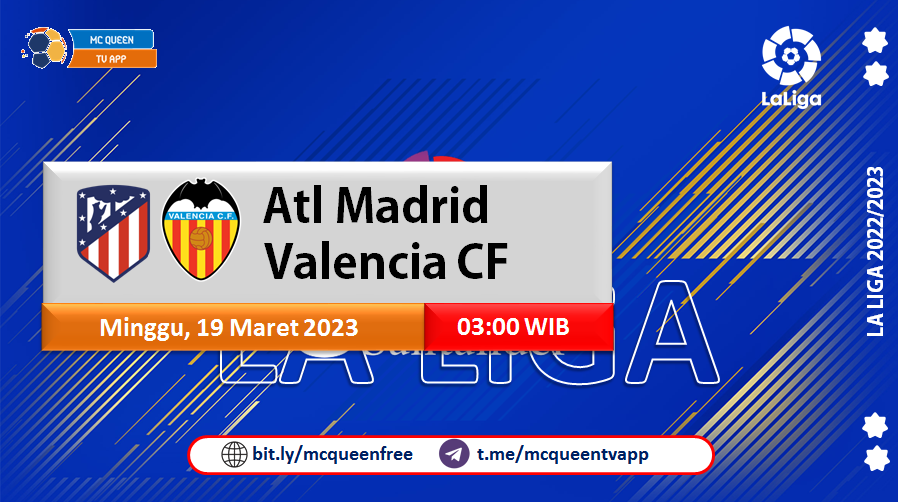 MC QUEEN
TV APP
LaLiga
LA LIGA 2022/2023
VALENCIA C.F.
Atl Madrid
Valencia CF
Minggu, 19 Maret 2023
03:00 WIB
LA LIGA
Santander
bit.ly/mcqueenfree
t.me/mcqueentvapp